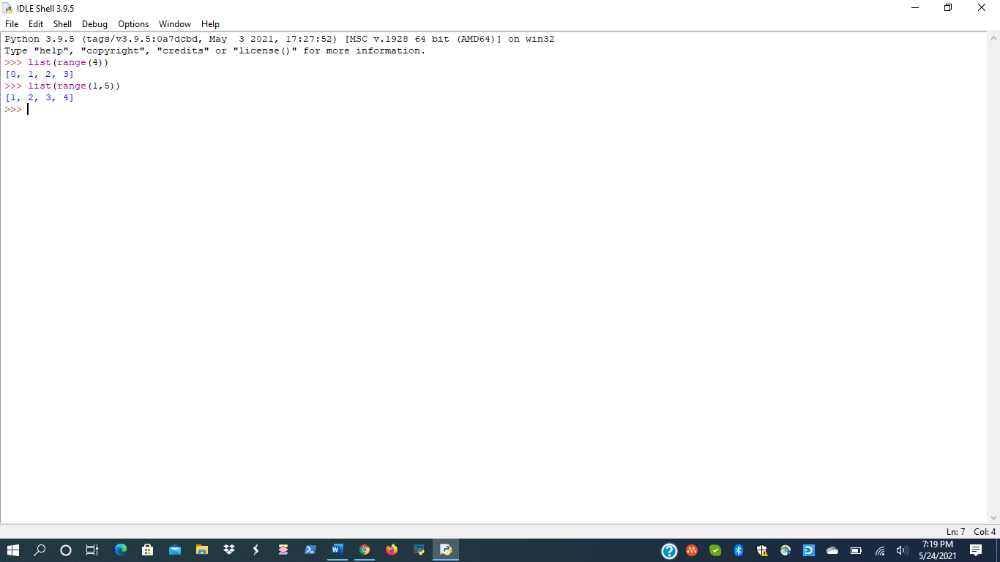 IDLE Shell 3.9.5
File Edit Shell Debug Options Window Help
Python 3.9.5 (tags/v3.9.5:0a7dcbd, May  3 2021, 17:27:52) [MSC v.1928 64 bit (AMD64)] on win32
Type "help", "copyright", "credits" or "license()" for more information.
>>> list(range(4))
[0, 1, 2, 3]
>>> list(range(1,5))
[1, 2, 3, 4]
>>>
Ln: 7 Col: 4
7:19 PM
5/24/2021